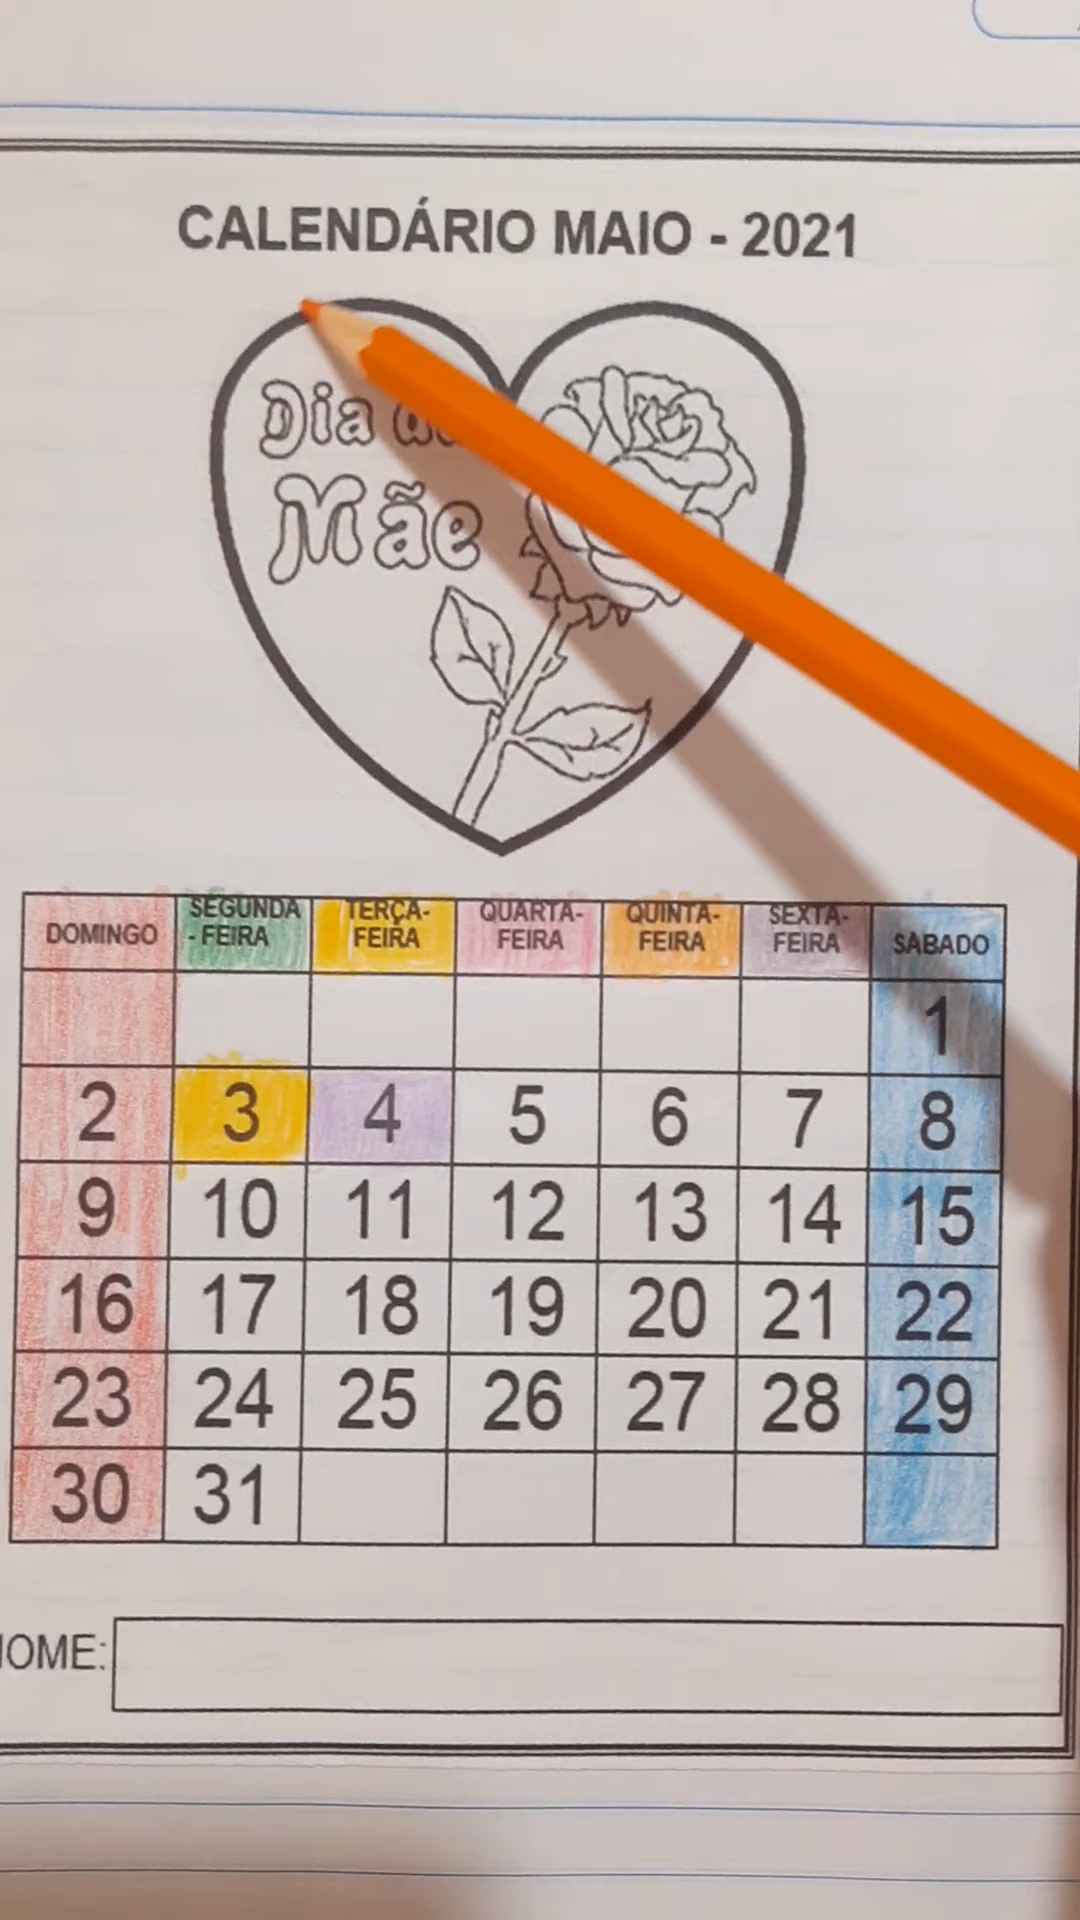 CALENDÁRIO MAIO - 2021
Dia
Mãe
DOMINGO SEGUNDA - FEIRA TERÇA-FEIRA QUARTA-FEIRA QUINTA-FEIRA SEXTA-FEIRA SÁBADO
1
2 3 4 5 6 7 8
9 10 11 12 13 14 15
16 17 18 19 20 21 22
23 24 25 26 27 28 29
30 31